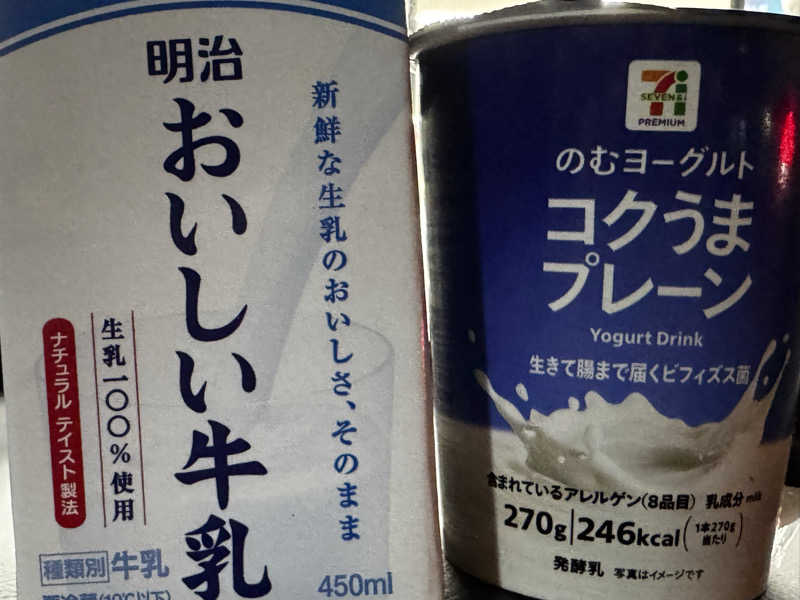 明治
おいしい牛乳
新鮮な生乳のおいしさ、そのまま
生乳一〇〇%使用
ナチュラル テイスト製法
種類別 牛乳
(10℃以下)
450ml
7i
SEVEN&i
PREMIUM
のむヨーグルト
コクうま
プレーン
Yogurt Drink
生きて腸まで届くビフィズス菌
含まれているアレルゲン(8品目) 乳成分 milk
270g 246kcal (1本270g当たり)
発酵乳 写真はイメージです